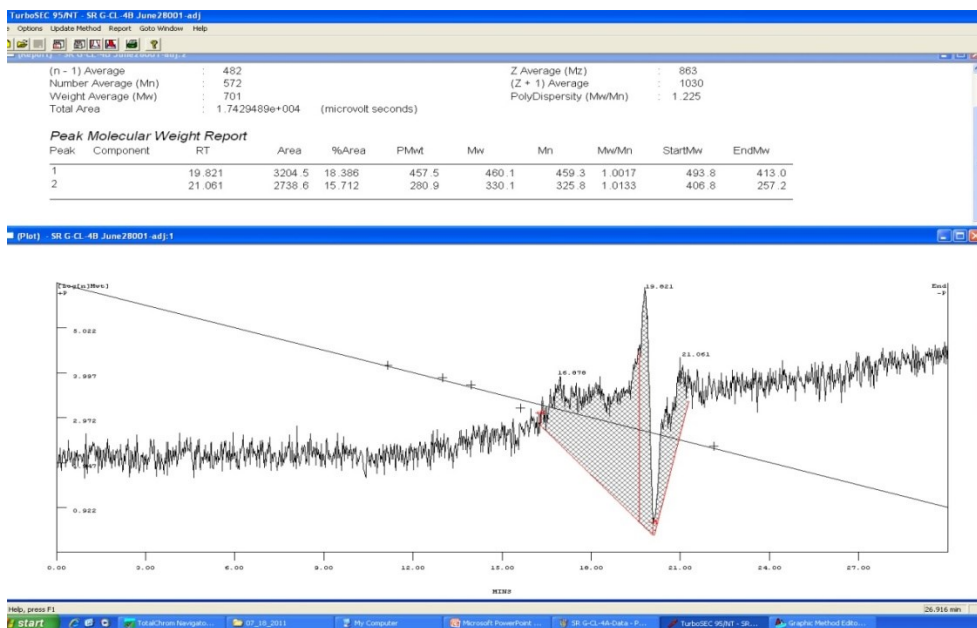 TurboSEC 95/NT - SR G-CL-4B June28001-adj
Options Update Method Report Goto Window Help
(n - 1) Average : 482 Z Average (Mz) : 863
Number Average (Mn) : 572 (Z + 1) Average : 1030
Weight Average (Mw) : 701 PolyDispersity (Mw/Mn) : 1.225
Total Area : 1.7429489e+004 (microvolt seconds)
Peak Molecular Weight Report
Peak Component RT Area %Area PMwt Mw Mn Mw/Mn StartMw EndMw
1 19.821 3204.5 18.386 457.5 460.1 459.3 1.0017 493.8 413.0
2 21.061 2738.6 15.712 280.9 330.1 325.8 1.0133 406.8 257.2
(Plot) - SR G-CL-4B June28001-adj:1
+P
19.821
End
-P
5.022
21.061
3.997
2.972
0.922
0.00 3.00 6.00 9.00 12.00 15.00 18.00 21.00 24.00 27.00
MINS
Help, press F1 26.916 min
start TotalChrom Navigato... 07_18_2011 My Computer Microsoft PowerPoint ... SR G-CL-4A-Data - P... TurboSEC 95/NT - SR... Graphic Method Edito...